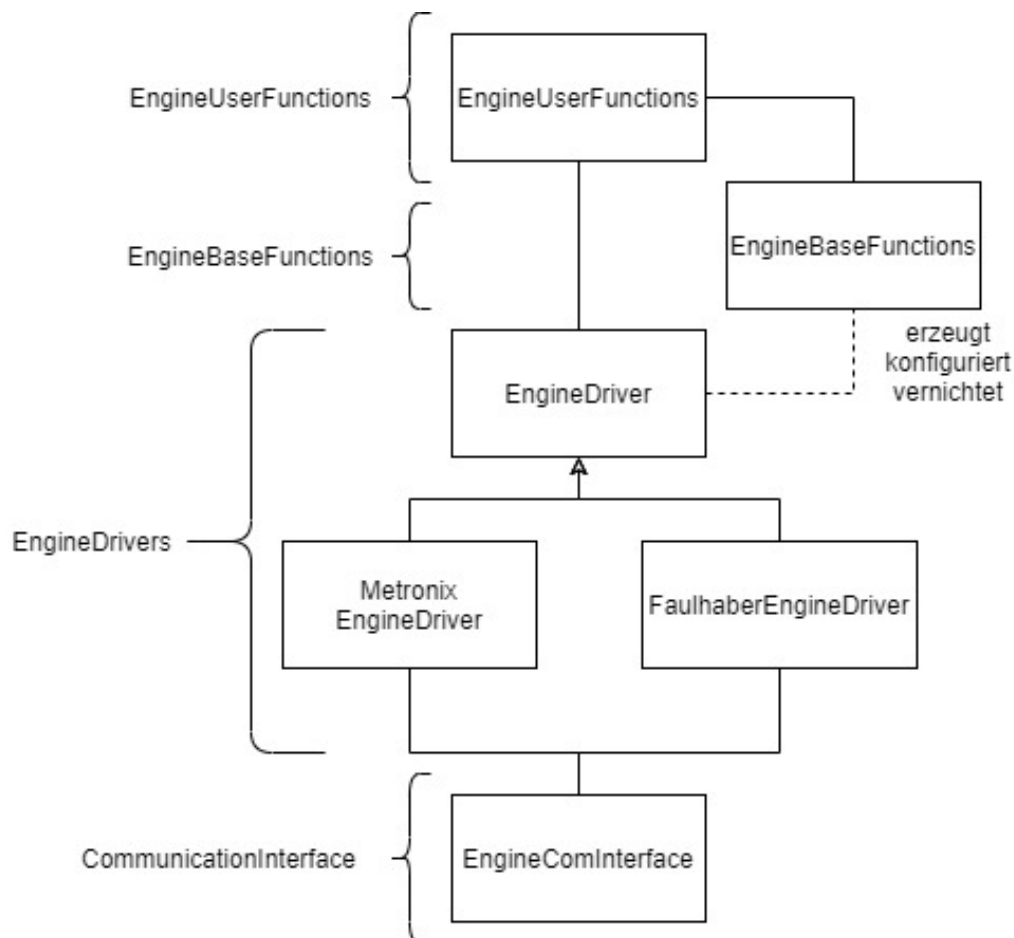 EngineUserFunctions
EngineUserFunctions
EngineBaseFunctions
EngineBaseFunctions
erzeugt
konfiguriert
vernichtet
EngineDriver
EngineDrivers
Metronix
EngineDriver
FaulhaberEngineDriver
CommunicationInterface
EngineComInterface